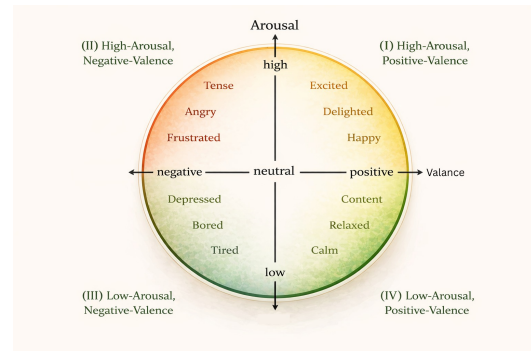 Arousal
(II) High-Arousal,
Negative-Valence
(I) High-Arousal,
Positive-Valence
high
Tense
Excited
Angry
Delighted
Frustrated
Happy
negative
neutral
positive
Valance
Depressed
Content
Bored
Relaxed
Tired
Calm
low
(III) Low-Arousal,
Negative-Valence
(IV) Low-Arousal,
Positive-Valence